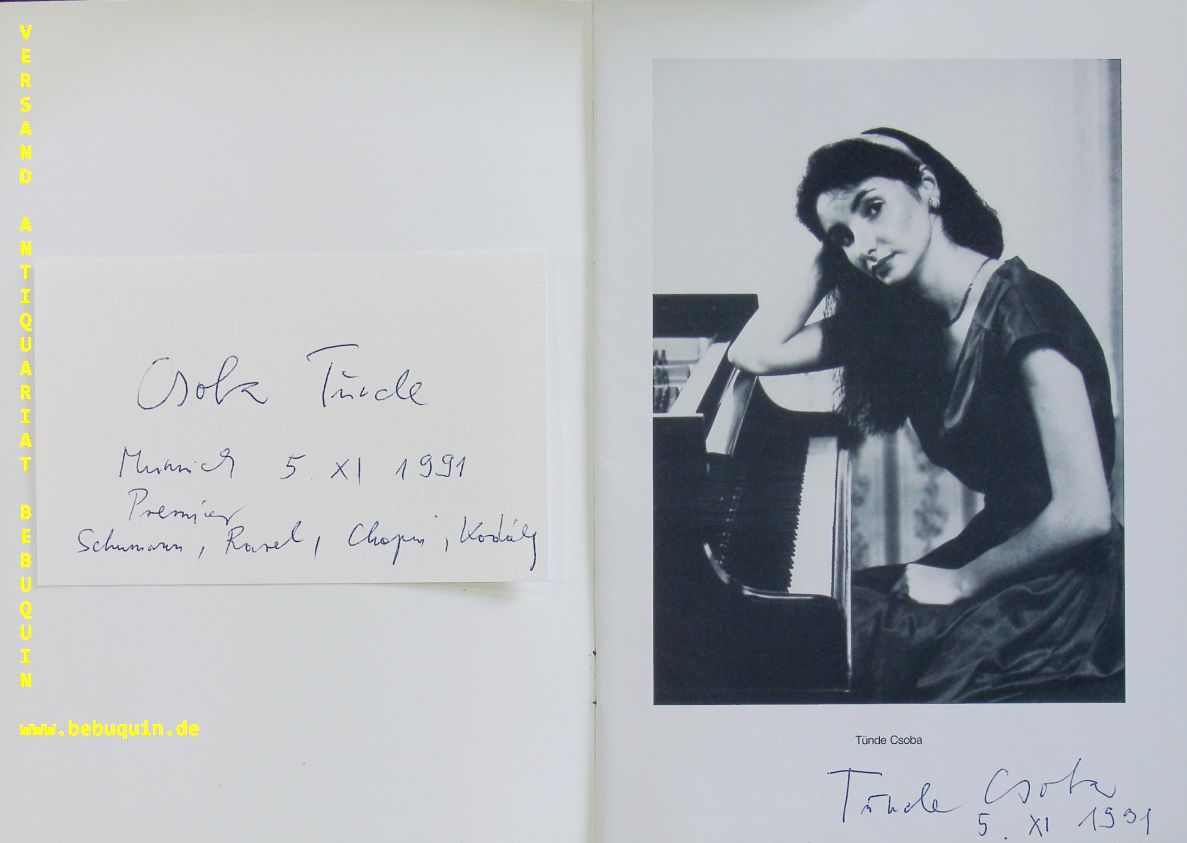 VERSAND ANTIQUARIAT BEBUQUIN
www.bebuquin.de
Csoba Tünde
Munich 5. XI 1991
Premier
Schumann, Ravel, Chopin, Kodály
Tünde Csoba
Tünde Csoba
5. XI 1991